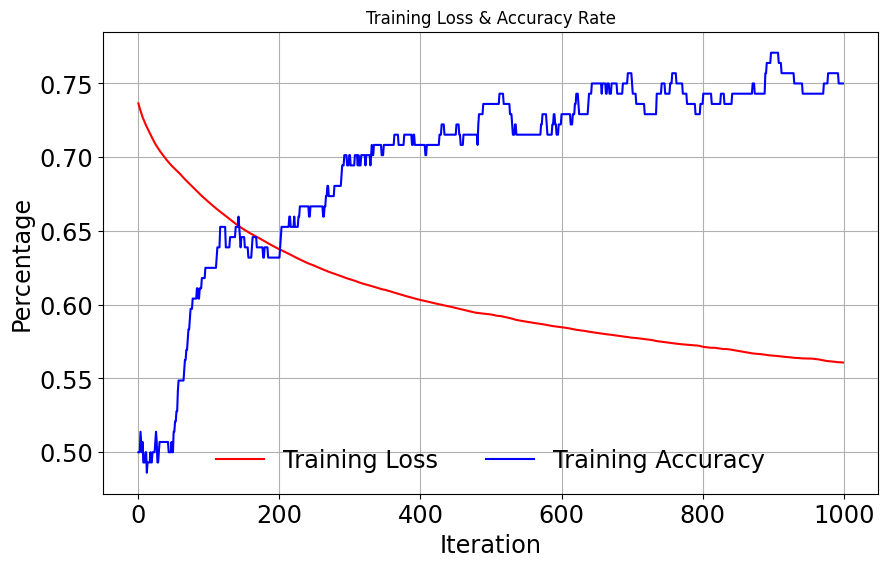 Training Loss & Accuracy Rate
Percentage
0.75
0.70
0.65
0.60
0.55
0.50
Training Loss
Training Accuracy
0
200
400
600
800
1000
Iteration